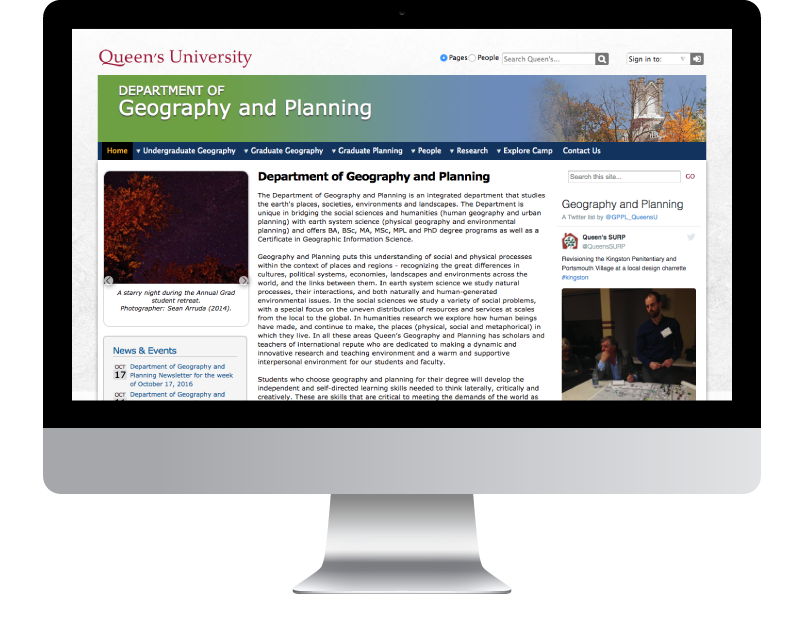 Queen's University
Pages People Search Queen's... Sign in to:
DEPARTMENT OF
Geography and Planning
Home Undergraduate Geography Graduate Geography Graduate Planning People Research Explore Camp Contact Us
A starry night during the Annual Grad
student retreat.
Photographer: Sean Arruda (2014).
News & Events
OCT
17
Department of Geography and
Planning Newsletter for the week
of October 17, 2016
OCT
Department of Geography and
Department of Geography and Planning
The Department of Geography and Planning is an integrated department that studies
the earth's places, societies, environments and landscapes. The Department is
unique in bridging the social sciences and humanities (human geography and urban
planning) with earth system science (physical geography and environmental
planning) and offers BA, BSc, MA, MSc, MPL and PhD degree programs as well as a
Certificate in Geographic Information Science.
Geography and Planning puts this understanding of social and physical processes
within the context of places and regions – recognizing the great differences in
cultures, political systems, economies, landscapes and environments across the
world, and the links between them. In earth system science we study natural
processes, their interactions, and both naturally and human-generated
environmental issues. In the social sciences we study a variety of social problems,
with a special focus on the uneven distribution of resources and services at scales
from the local to the global. In humanities research we explore how human beings
have made, and continue to make, the places (physical, social and metaphorical) in
which they live. In all these areas Queen's Geography and Planning has scholars and
teachers of international repute who are dedicated to making a dynamic and
innovative research and teaching environment and a warm and supportive
interpersonal environment for our students and faculty.
Students who choose geography and planning for their degree will develop the
independent and self-directed learning skills needed to think laterally, critically and
creatively. These are skills that are critical to meeting the demands of the world as
Search this site... GO
Geography and Planning
A Twitter list by @GPPL_QueensU
Queen's SURP
@QueensSURP
Revisioning the Kingston Penitentiary and
Portsmouth Village at a local design charrette
#kingston